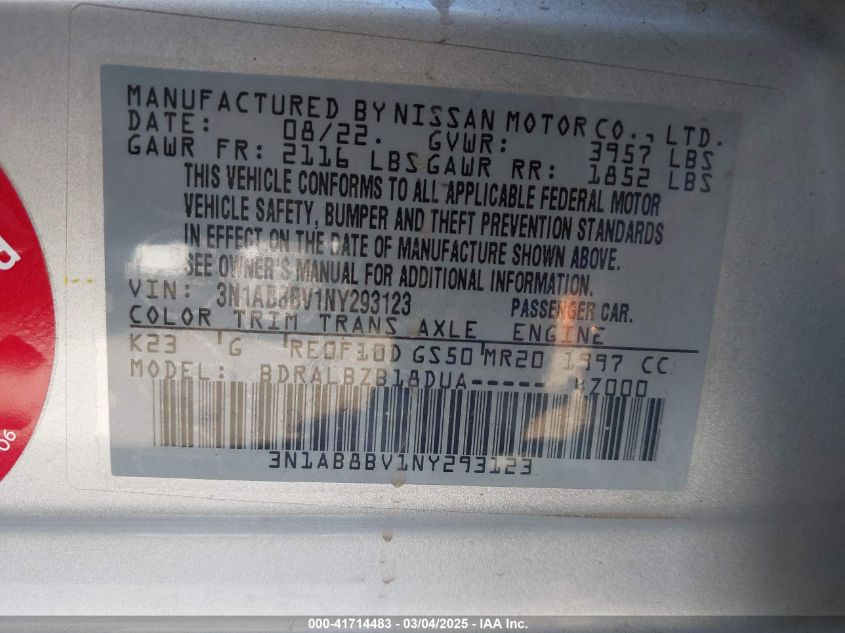 MANUFACTURED BY NISSAN MOTOR CO., LTD.
DATE: 08/22. GVWR: 3957 LBS
GAWR FR: 2116 LBS GAWR RR: 1852 LBS
THIS VEHICLE CONFORMS TO ALL APPLICABLE FEDERAL MOTOR
VEHICLE SAFETY, BUMPER AND THEFT PREVENTION STANDARDS
IN EFFECT ON THE DATE OF MANUFACTURE SHOWN ABOVE.
SEE OWNER'S MANUAL FOR ADDITIONAL INFORMATION.
VIN: 3N1AB8BV1NY293123 PASSENGER CAR.
COLOR TRIM TRANS AXLE ENGINE
K23 G RE0F10D GS50 MR20 1997 CC
MODEL: BDRALBZB18DUA----- BZ000
3N1AB8BV1NY293123
06
000-41714483 - 03/04/2025 - IAA Inc.